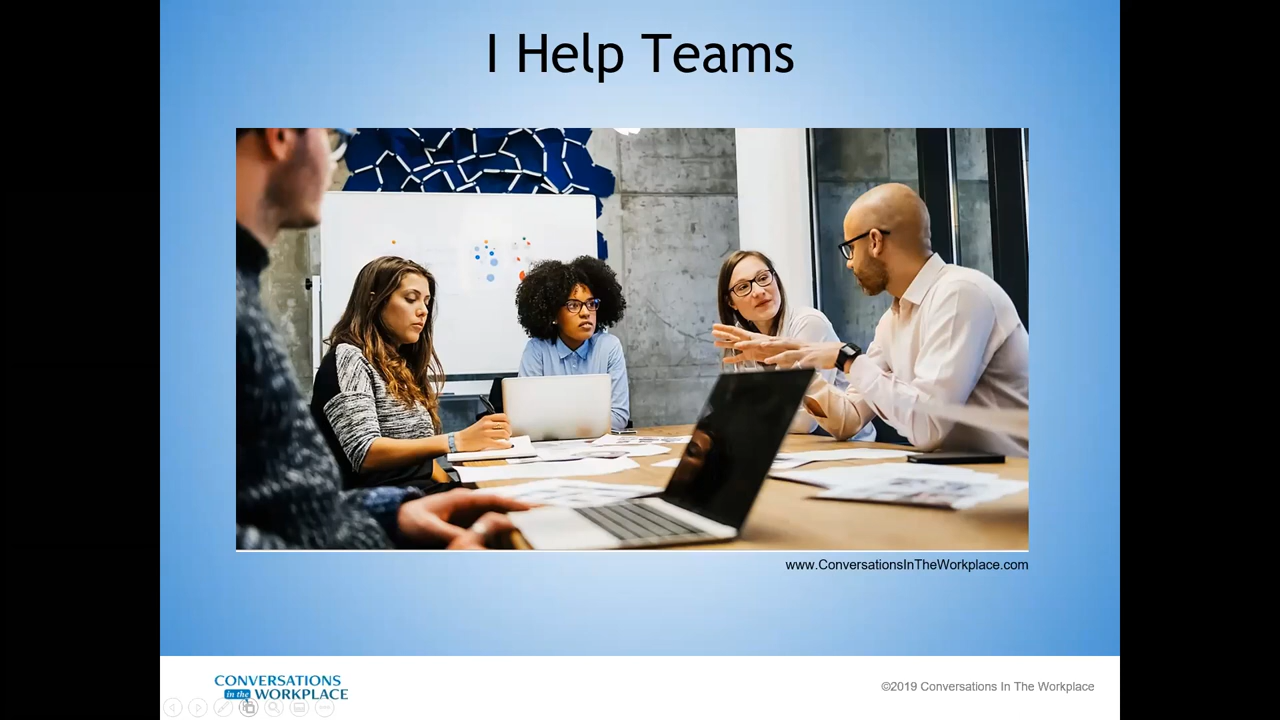 I Help Teams
www.ConversationsInTheWorkplace.com
CONVERSATIONS
in the WORKPLACE
©2019 Conversations In The Workplace